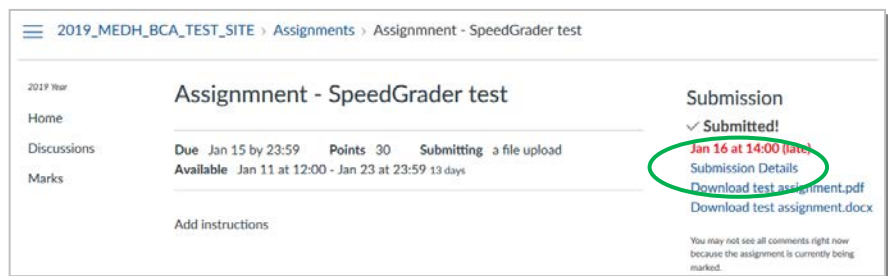 2019_MEDH_BCA_TEST_SITE > Assignments > Assignmnent - SpeedGrader test
2019 Year
Home
Discussions
Marks
Assignmnent - SpeedGrader test
Due Jan 15 by 23:59 Points 30 Submitting a file upload
Available Jan 11 at 12:00 - Jan 23 at 23:59 13 days
Add instructions
Submission
✓ Submitted!
Jan 16 at 14:00 (late)
Submission Details
Download test assignment.pdf
Download test assignment.docx
You may not see all comments right now
because the assignment is currently being
marked.